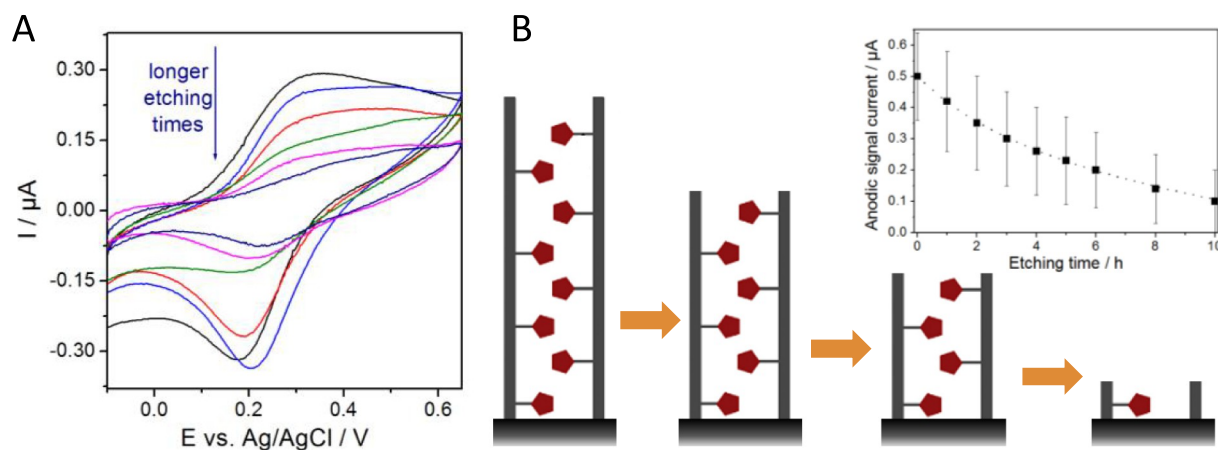 A
longer
etching
times
I / µA
0.30
0.15
0.00
-0.15
-0.30
0.0
0.2
0.4
0.6
E vs. Ag/AgCl / V
B
Anodic signal current / µA
0.6
0.5
0.4
0.3
0.2
0.1
0.0
0
2
4
6
8
10
Etching time / h